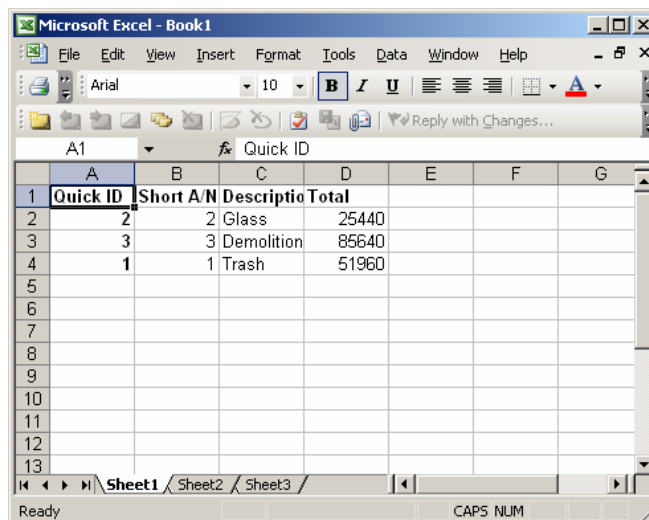 Microsoft Excel - Book1
File Edit View Insert Format Tools Data Window Help
Arial 10 B I U A
Reply with Changes...
A1 fx Quick ID
A B C D E F G
1 Quick ID Short A/N Descriptio Total
2 2 2 Glass 25440
3 3 3 Demolition 85640
4 1 1 Trash 51960
5
6
7
8
9
10
11
12
13
Sheet1 Sheet2 Sheet3
Ready CAPS NUM